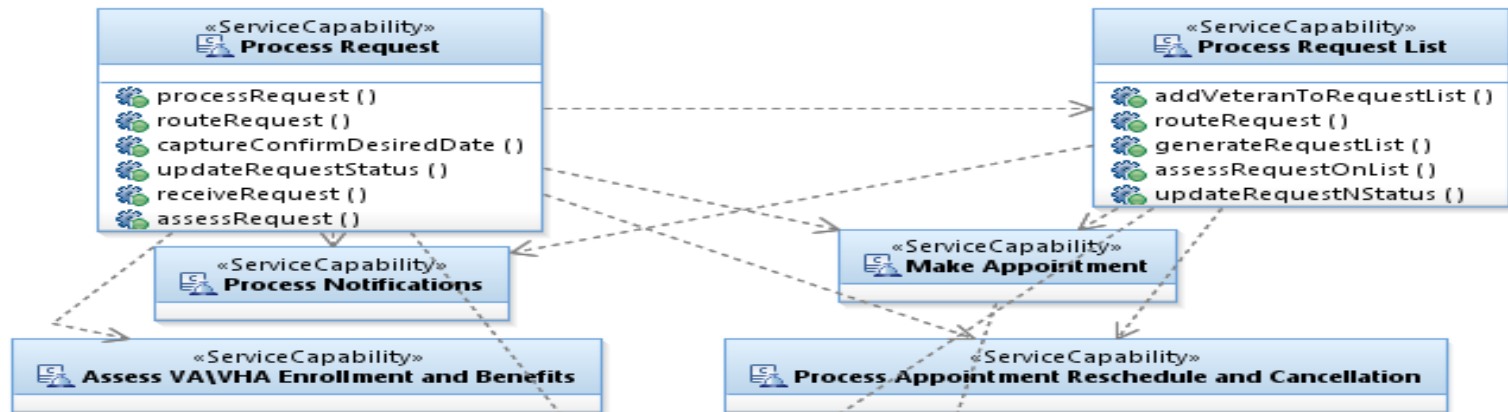 «ServiceCapability»
Process Request
processRequest ( )
routeRequest ( )
captureConfirmDesiredDate ( )
updateRequestStatus ( )
receiveRequest ( )
assessRequest ( )
«ServiceCapability»
Process Request List
addVeteranToRequestList ( )
routeRequest ( )
generateRequestList ( )
assessRequestOnList ( )
updateRequestNStatus ( )
«ServiceCapability»
Process Notifications
«ServiceCapability»
Make Appointment
«ServiceCapability»
Assess VA\VHA Enrollment and Benefits
«ServiceCapability»
Process Appointment Reschedule and Cancellation